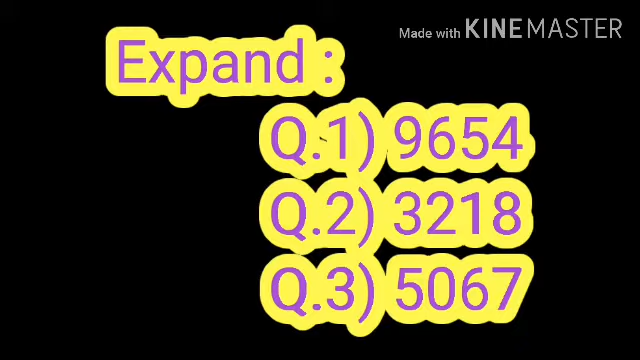 Made with KINEMASTER
Expand :
Q.1) 9654
Q.2) 3218
Q.3) 5067